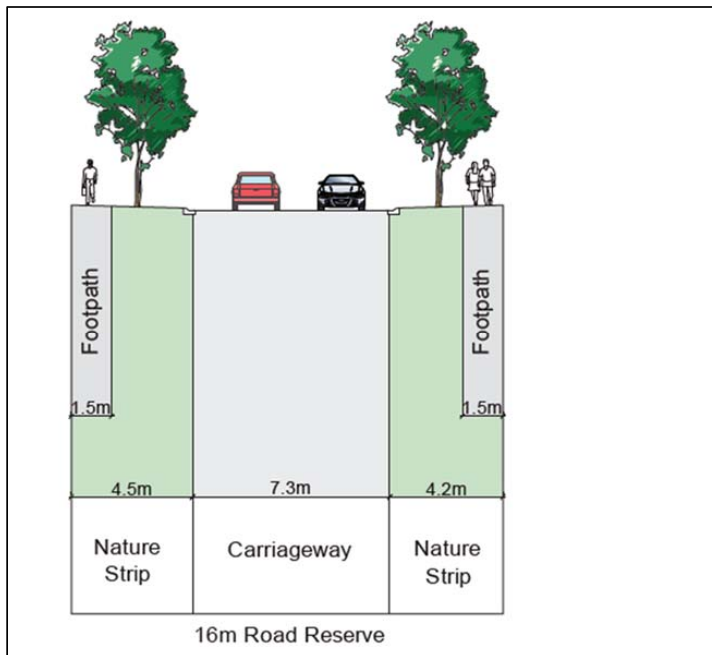 Footpath
Footpath
1.5m
1.5m
4.5m
7.3m
4.2m
Nature
Strip
Carriageway
Nature
Strip
16m Road Reserve